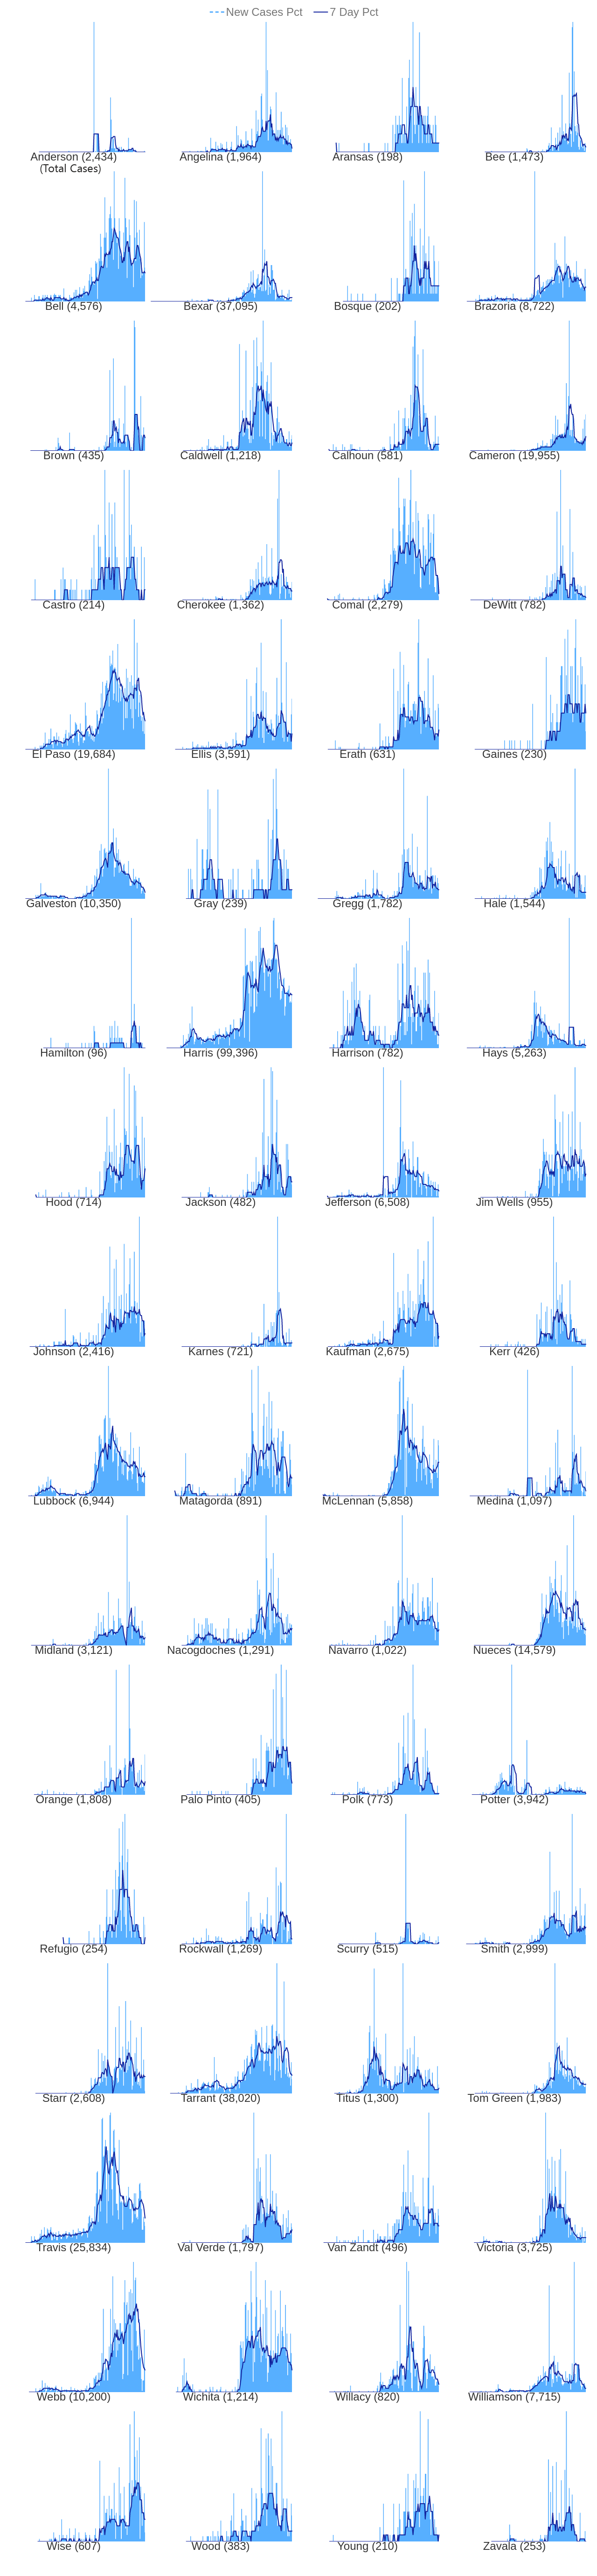 New Cases Pct 7 Day Pct
Anderson (2,434) Angelina (1,964) Aransas (198) Bee (1,473)
(Total Cases)
Bell (4,576) Bexar (37,095) Bosque (202) Brazoria (8,722)
Brown (435) Caldwell (1,218) Calhoun (581) Cameron (19,955)
Castro (214) Cherokee (1,362) Comal (2,279) DeWitt (782)
El Paso (19,684) Ellis (3,591) Erath (631) Gaines (230)
Galveston (10,350) Gray (239) Gregg (1,782) Hale (1,544)
Hamilton (96) Harris (99,396) Harrison (782) Hays (5,263)
Hood (714) Jackson (482) Jefferson (6,508) Jim Wells (955)
Johnson (2,416) Karnes (721) Kaufman (2,675) Kerr (426)
Lubbock (6,944) Matagorda (891) McLennan (5,858) Medina (1,097)
Midland (3,121) Nacogdoches (1,291) Navarro (1,022) Nueces (14,579)
Orange (1,808) Palo Pinto (405) Polk (773) Potter (3,942)
Refugio (254) Rockwall (1,269) Scurry (515) Smith (2,999)
Starr (2,608) Tarrant (38,020) Titus (1,300) Tom Green (1,983)
Travis (25,834) Val Verde (1,797) Van Zandt (496) Victoria (3,725)
Webb (10,200) Wichita (1,214) Willacy (820) Williamson (7,715)
Wise (607) Wood (383) Young (210) Zavala (253)